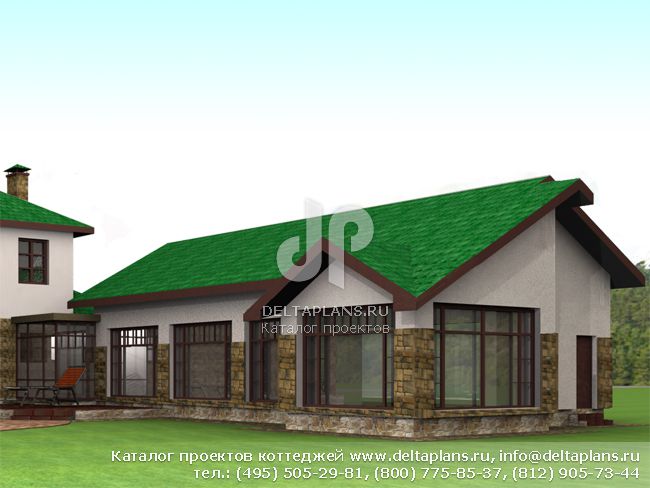 DELTAPLANS.RU
Каталог проектов
Каталог проектов коттеджей www.deltaplans.ru, info@deltaplans.ru
тел.: (495) 505-29-81, (800) 775-85-37, (812) 905-73-44